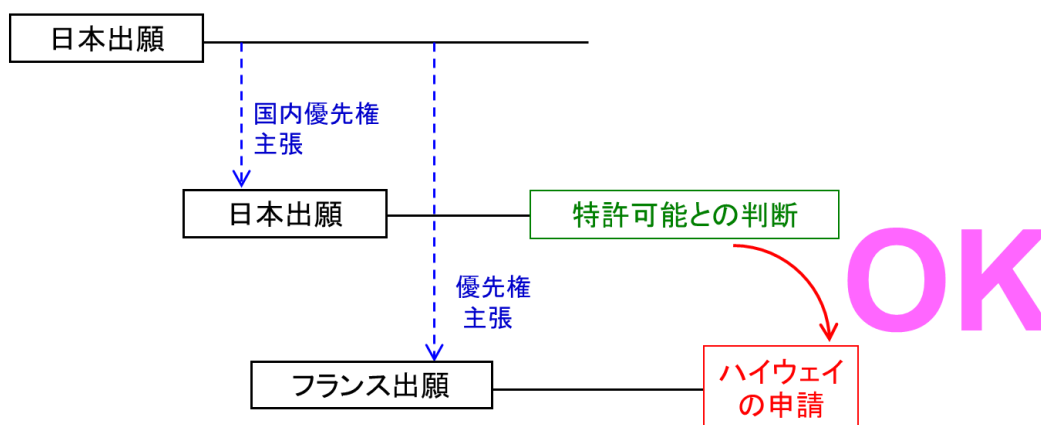 日本出願
国内優先権
主張
日本出願
特許可能との判断
OK
優先権
主張
フランス出願
ハイウェイ
の申請